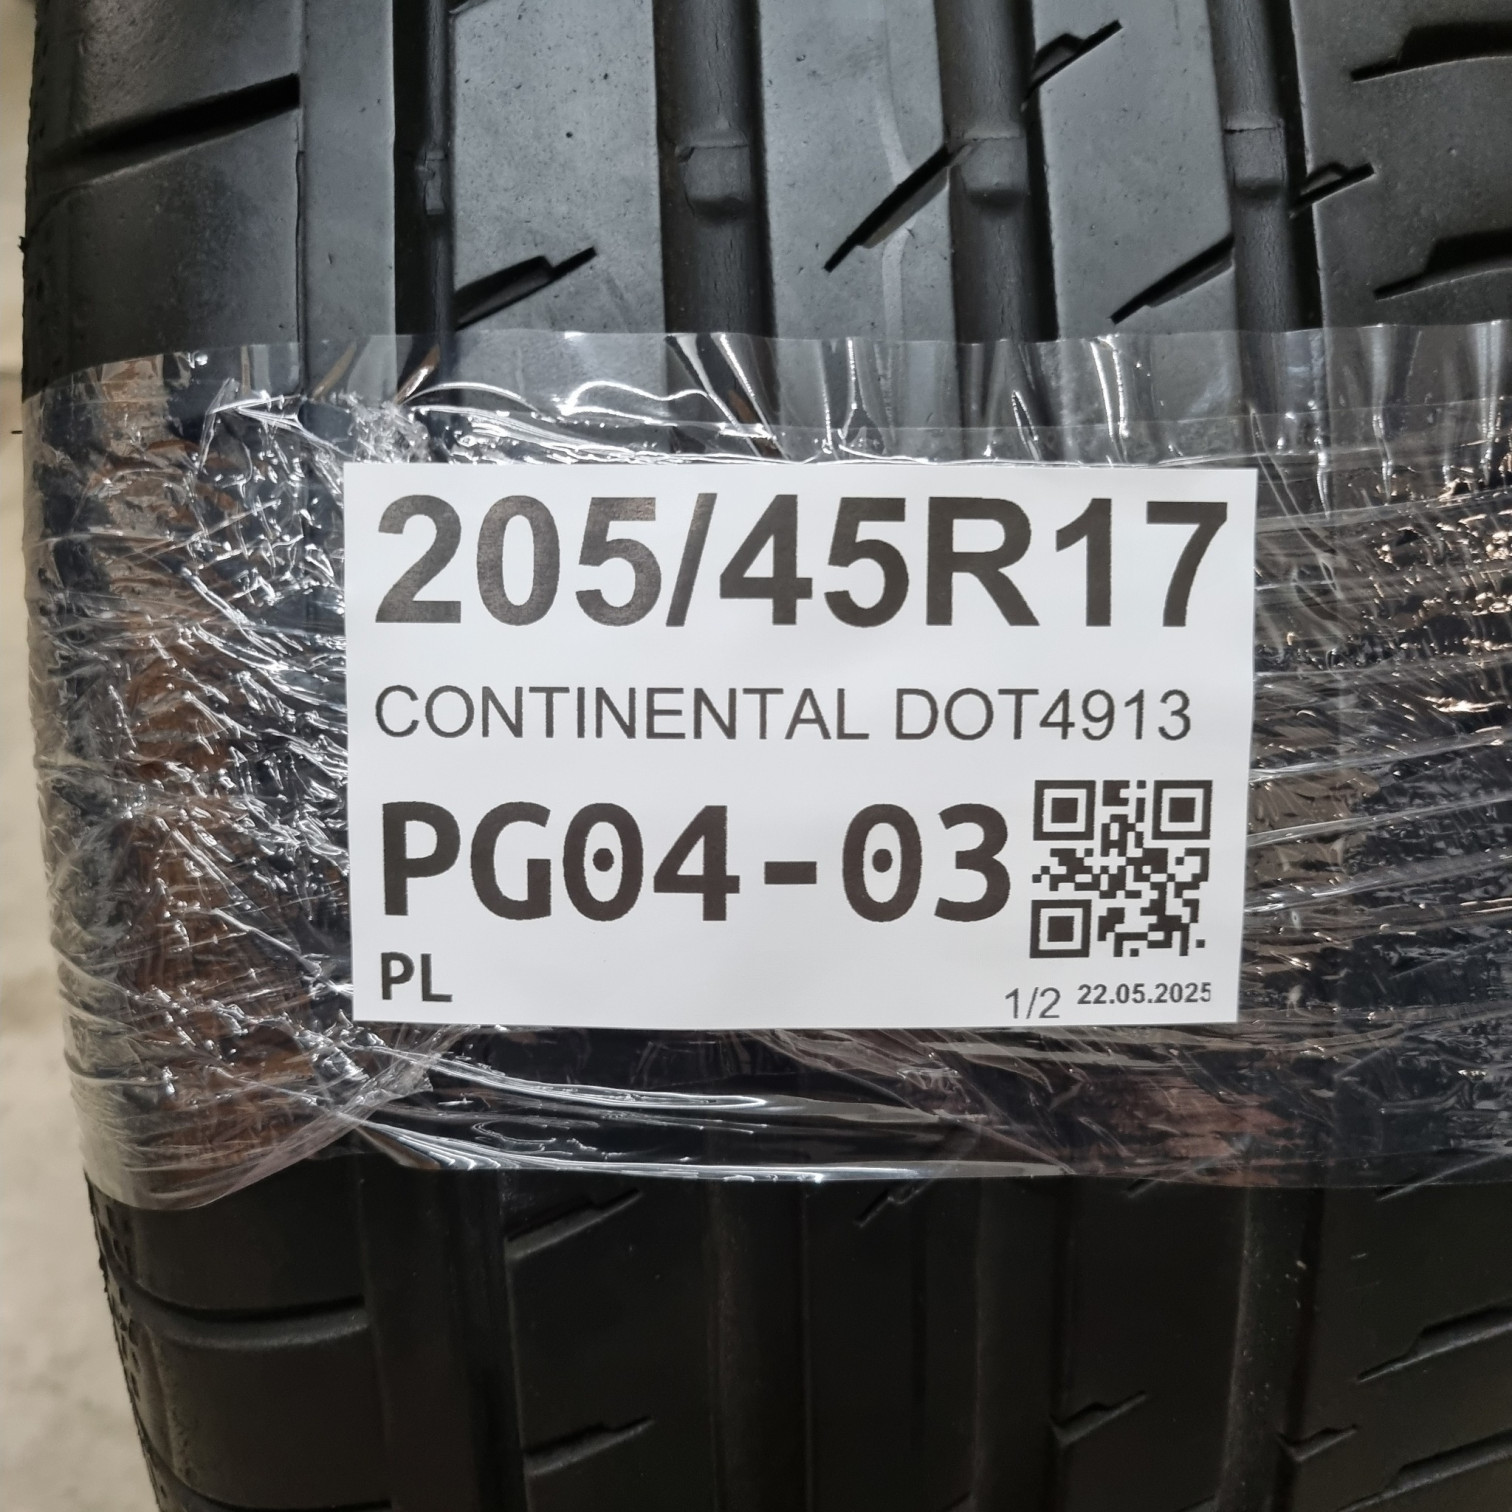 205/45R17
CONTINENTAL DOT4913
PG04-03
PL
1/2 22.05.2025